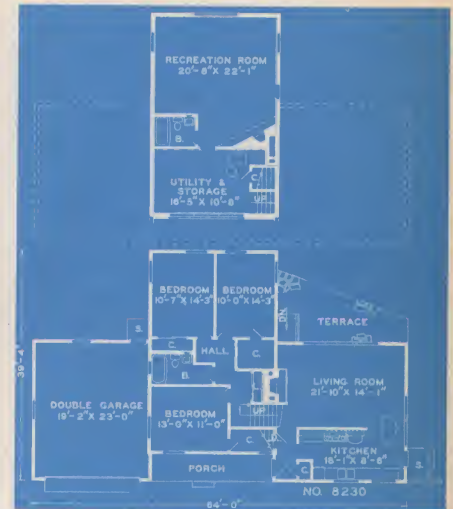 RECREATION ROOM
20'-8" X 22'-1"
B.
UTILITY &
STORAGE
16'-5" X 10'-8"
C.
UP
BEDROOM
10'-7" X 14'-3"
BEDROOM
10'-0" X 14'-3"
DN.
TERRACE
S.
C.
HALL
C.
B.
39'-4"
DOUBLE GARAGE
19'-2" X 23'-0"
LIVING ROOM
21'-10" X 14'-1"
BEDROOM
13'-0" X 11'-0"
UP
C.
KITCHEN
16'-1" X 8'-6"
S.
PORCH
C.
NO. 8230
64'-0"